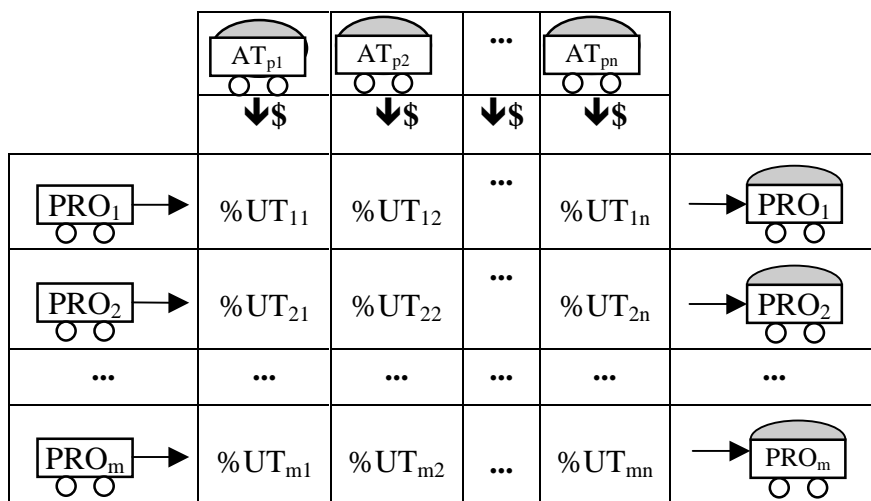 ATp1 ATp2 ... ATpn
$ $ $ $
PRO1 %UT11 %UT12 ... %UT1n PRO1
PRO2 %UT21 %UT22 ... %UT2n PRO2
... ... ... ... ... ...
PROm %UTm1 %UTm2 ... %UTmn PROm